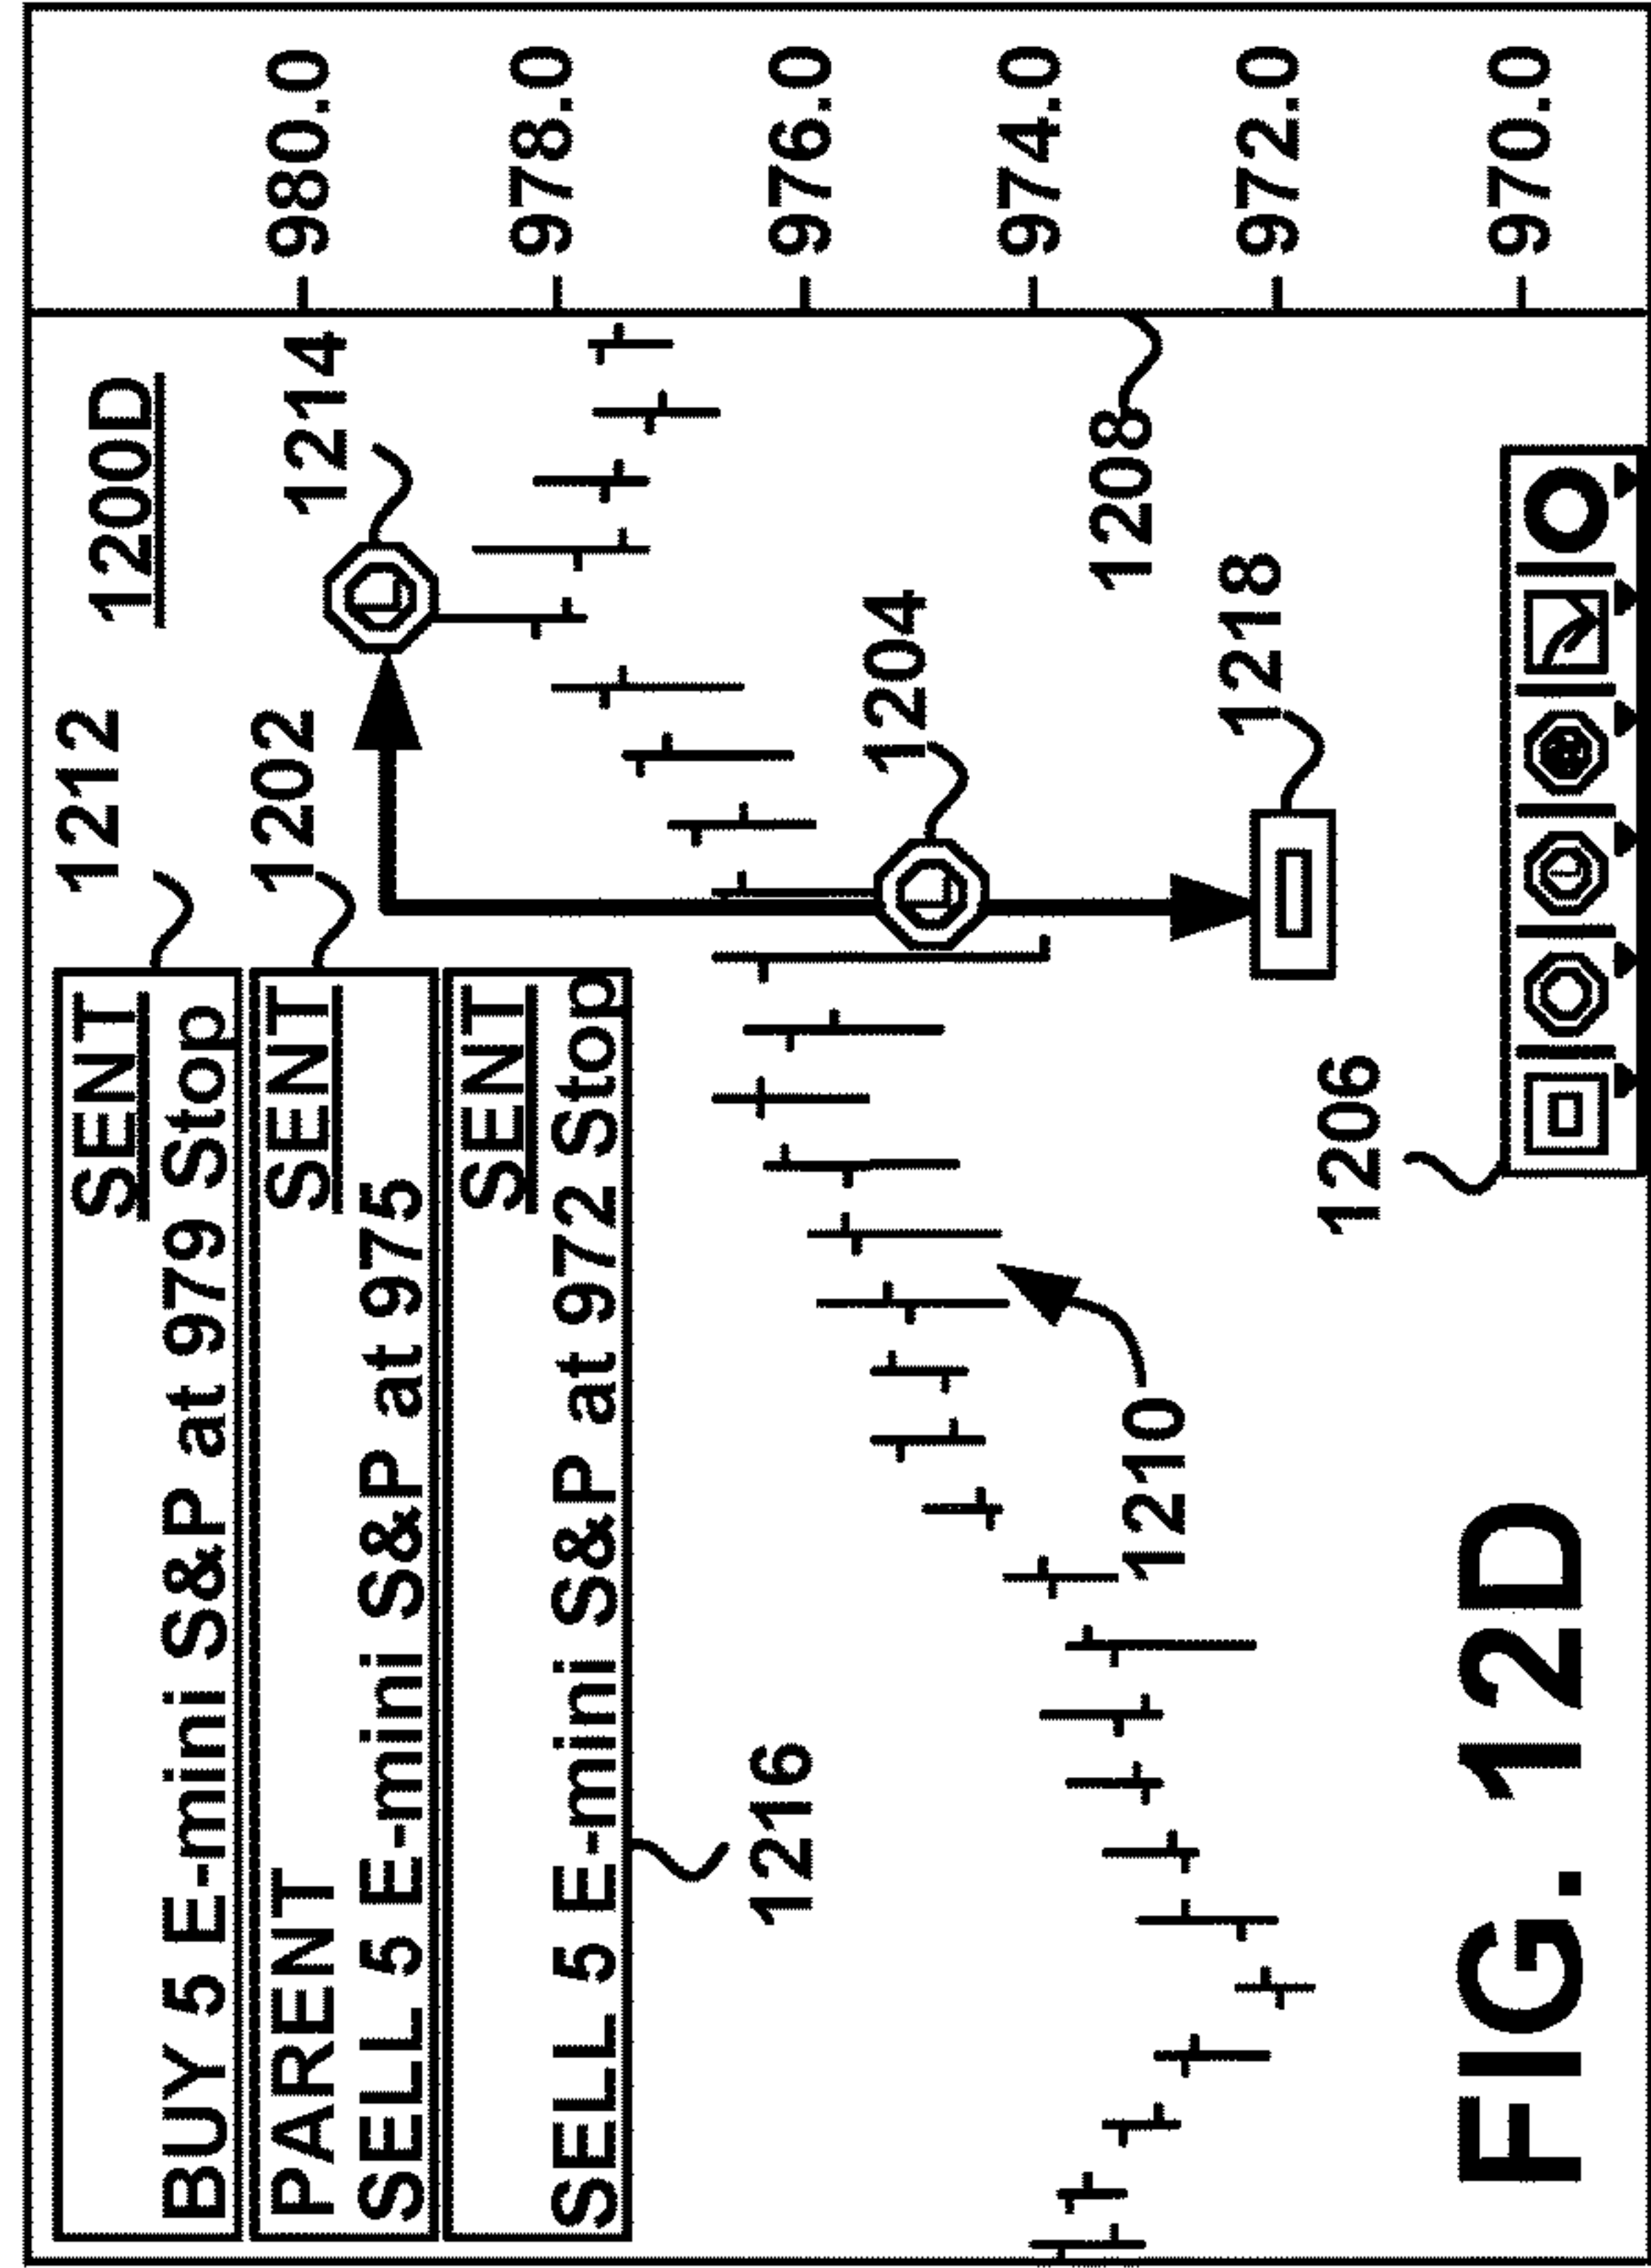 SENT
1212
1200D
BUY 5 E-mini S&P at 979 Stop
PARENT
SENT
1202
1214
980.0
SELL 5 E-mini S&P at 975
SENT
978.0
SELL 5 E-mini S&P at 972 Stop
L
1216
976.0
1204
L
974.0
1210
1208
972.0
1218
1206
970.0
L
FIG. 12D